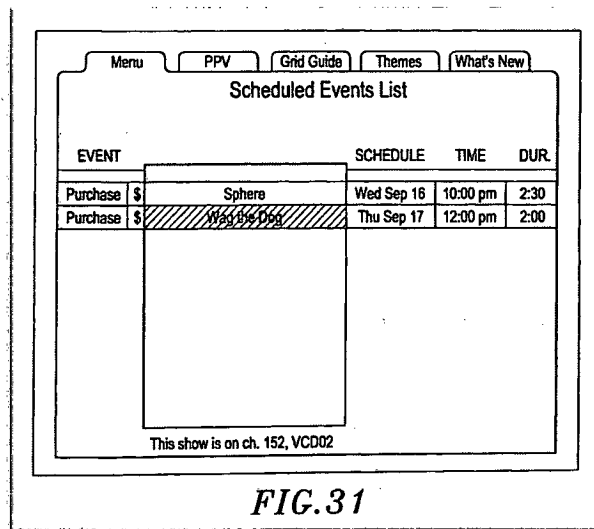 Menu PPV Grid Guide Themes What's New
Scheduled Events List
EVENT SCHEDULE TIME DUR.
Purchase $ Sphere Wed Sep 16 10:00 pm 2:30
Purchase $ Wag the Dog Thu Sep 17 12:00 pm 2:00
This show is on ch. 152, VCD02
FIG.31